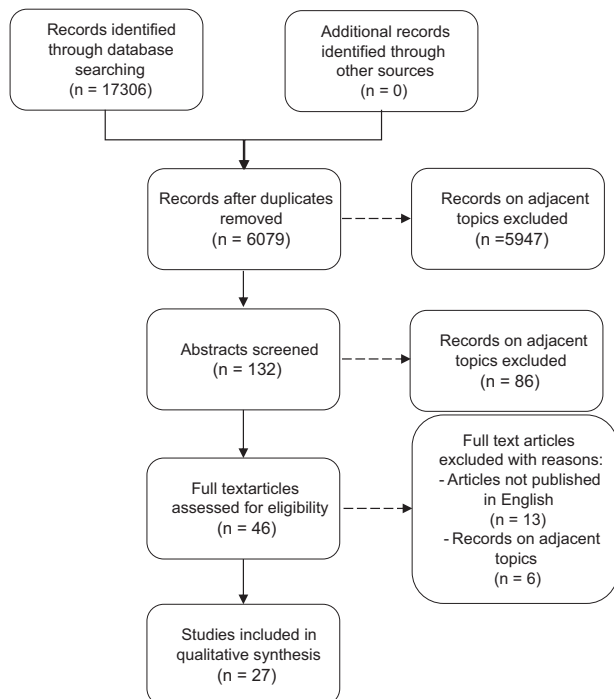 Records identified
through database
searching
(n = 17306)
Additional records
identified through
other sources
(n = 0)
Records after duplicates
removed
(n = 6079)
Records on adjacent
topics excluded
(n =5947)
Abstracts screened
(n = 132)
Records on adjacent
topics excluded
(n = 86)
Full textarticles
assessed for eligibility
(n = 46)
Full text articles
excluded with reasons:
- Articles not published
in English
(n = 13)
- Records on adjacent
topics
(n = 6)
Studies included in
qualitative synthesis
(n = 27)